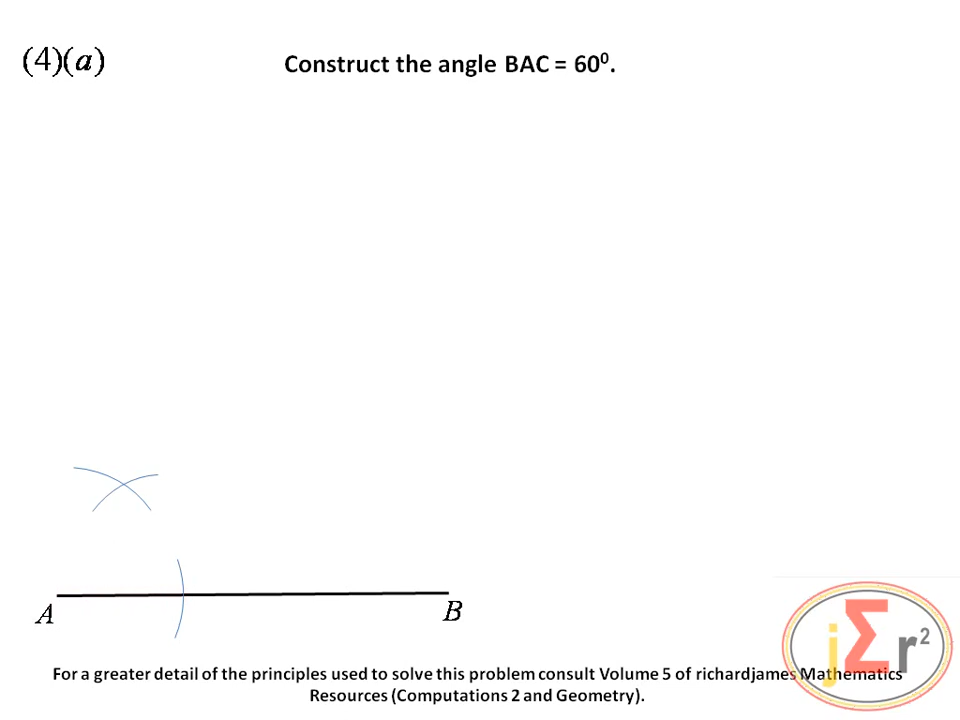 (4)(a)
Construct the angle BAC = 60⁰.
A
B
jΣr²
For a greater detail of the principles used to solve this problem consult Volume 5 of richardjames Mathematics
Resources (Computations 2 and Geometry).